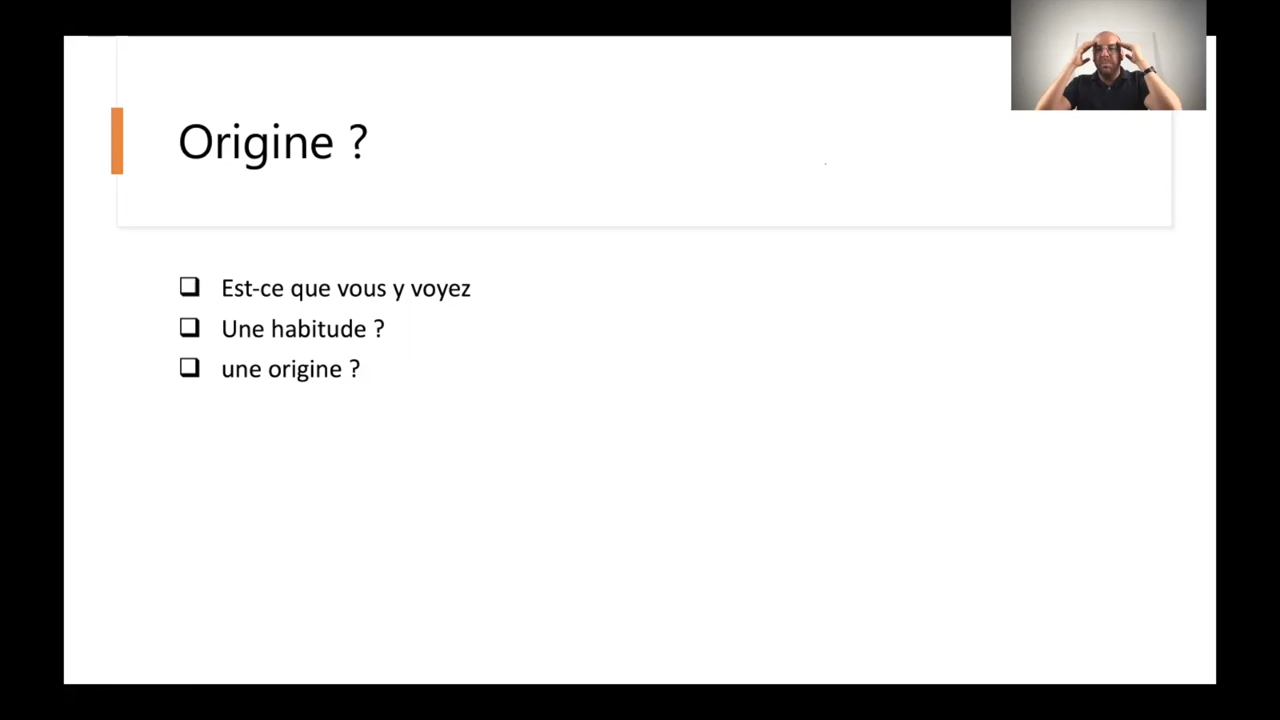 Origine ?
Est-ce que vous y voyez
Une habitude ?
une origine ?